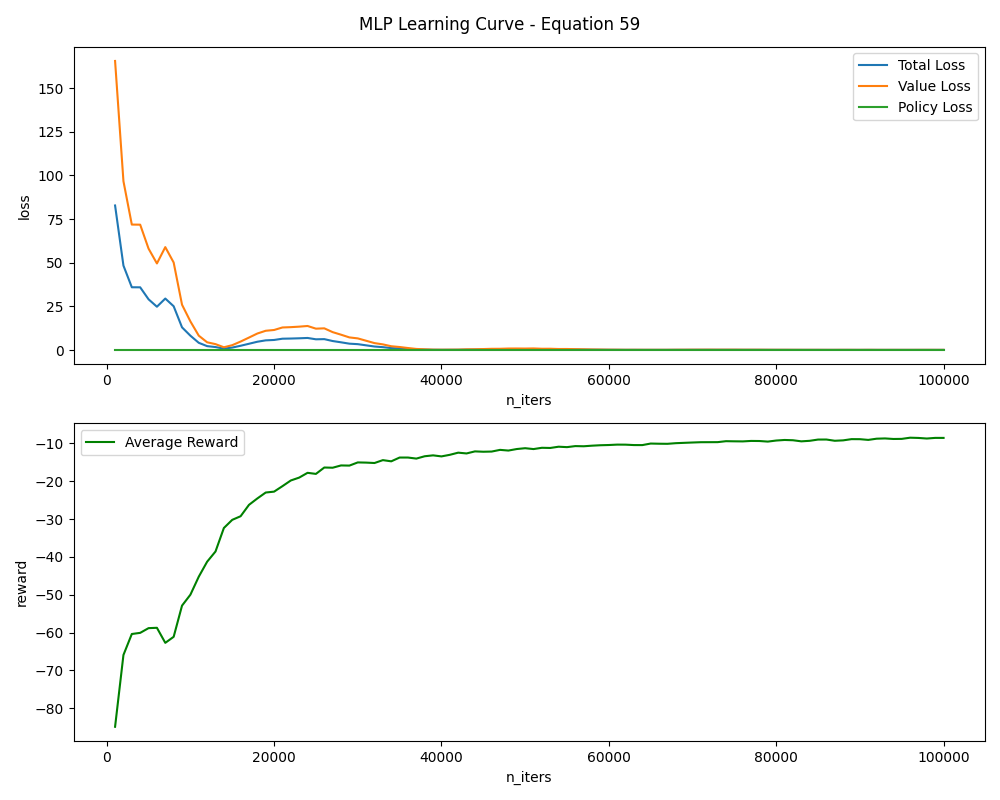 MLP Learning Curve - Equation 59
Total Loss
Value Loss
Policy Loss
150
125
100
75
50
25
0
loss
0 20000 40000 60000 80000 100000
n_iters
Average Reward
−10
−20
−30
−40
−50
−60
−70
−80
reward
0 20000 40000 60000 80000 100000
n_iters